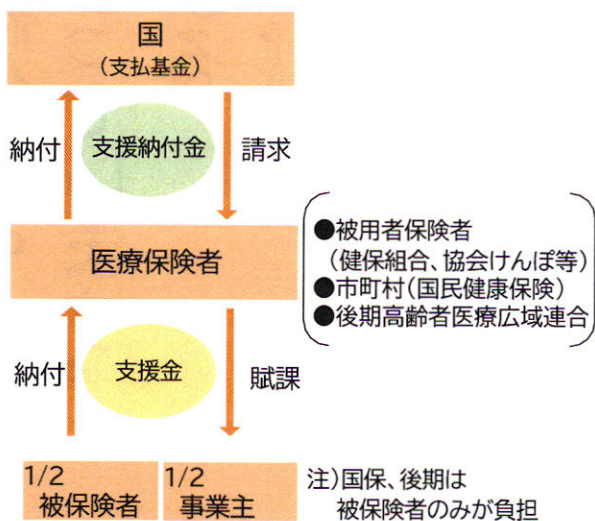 国
(支払基金)
納付
支援納付金
請求
医療保険者
●被用者保険者
(健保組合、協会けんぽ等)
●市町村(国民健康保険)
●後期高齢者医療広域連合
納付
支援金
賦課
1/2
被保険者
1/2
事業主
注)国保、後期は
被保険者のみが負担